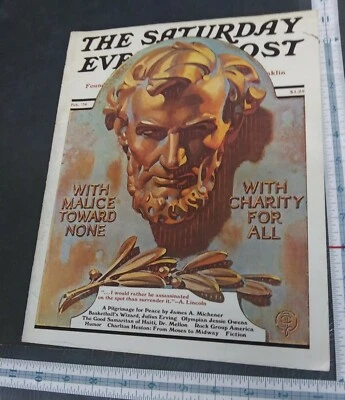 THE SATURDAY
EVE POST
Foun klin
Feb. '76 $1.25
WITH
MALICE
TOWARD
NONE
WITH
CHARITY
FOR
ALL
"... I would rather be assassinated
on the spot than surrender it."—A. Lincoln
A Pilgrimage for Peace by James A. Michener
Basketball's Wizard, Julius Erving Olympian Jessie Owens
The Good Samaritan of Haiti, Dr. Mellon Rock Group America
Humor Charlton Heston: From Moses to Midway Fiction